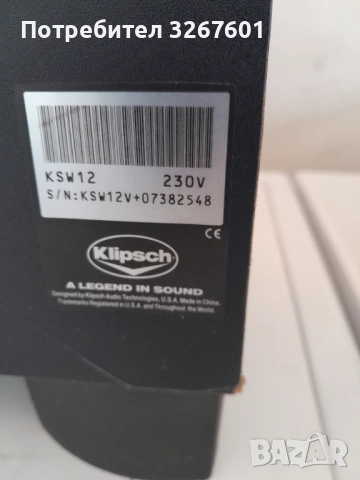 Потребител 3267601
KSW12 230V
S/N:KSW12V+07382548
CE
Klipsch
A LEGEND IN SOUND
Designed by Klipsch Audio Technologies, U.S.A. Made in China.
Trademarks Registered in U.S.A. and Throughout the World.
BAZAR